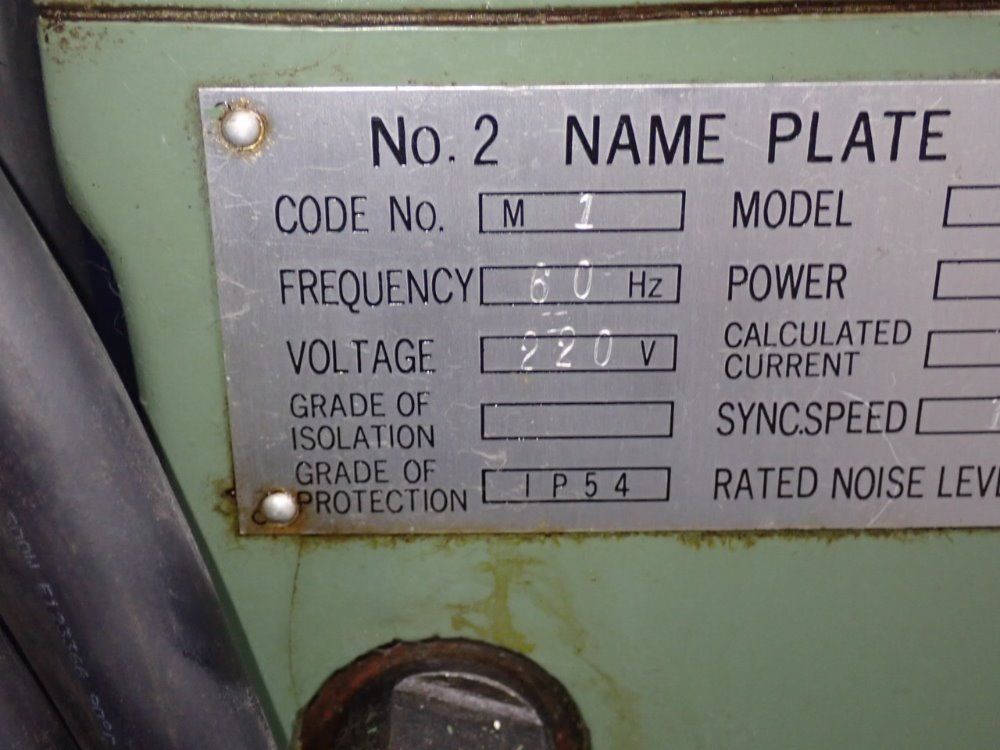 No. 2 NAME PLATE
CODE No. M 1 MODEL
FREQUENCY 60 Hz POWER
VOLTAGE 220 V CALCULATED CURRENT
GRADE OF ISOLATION SYNC.SPEED
GRADE OF PROTECTION IP54 RATED NOISE